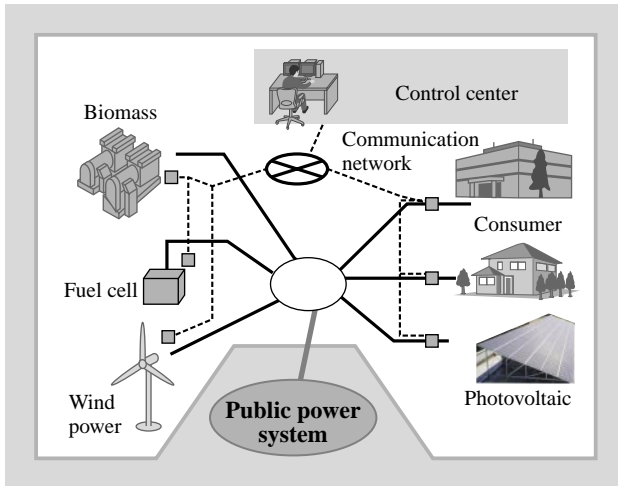 Control center
Biomass
Communication
network
Consumer
Fuel cell
Wind
power
Photovoltaic
Public power
system